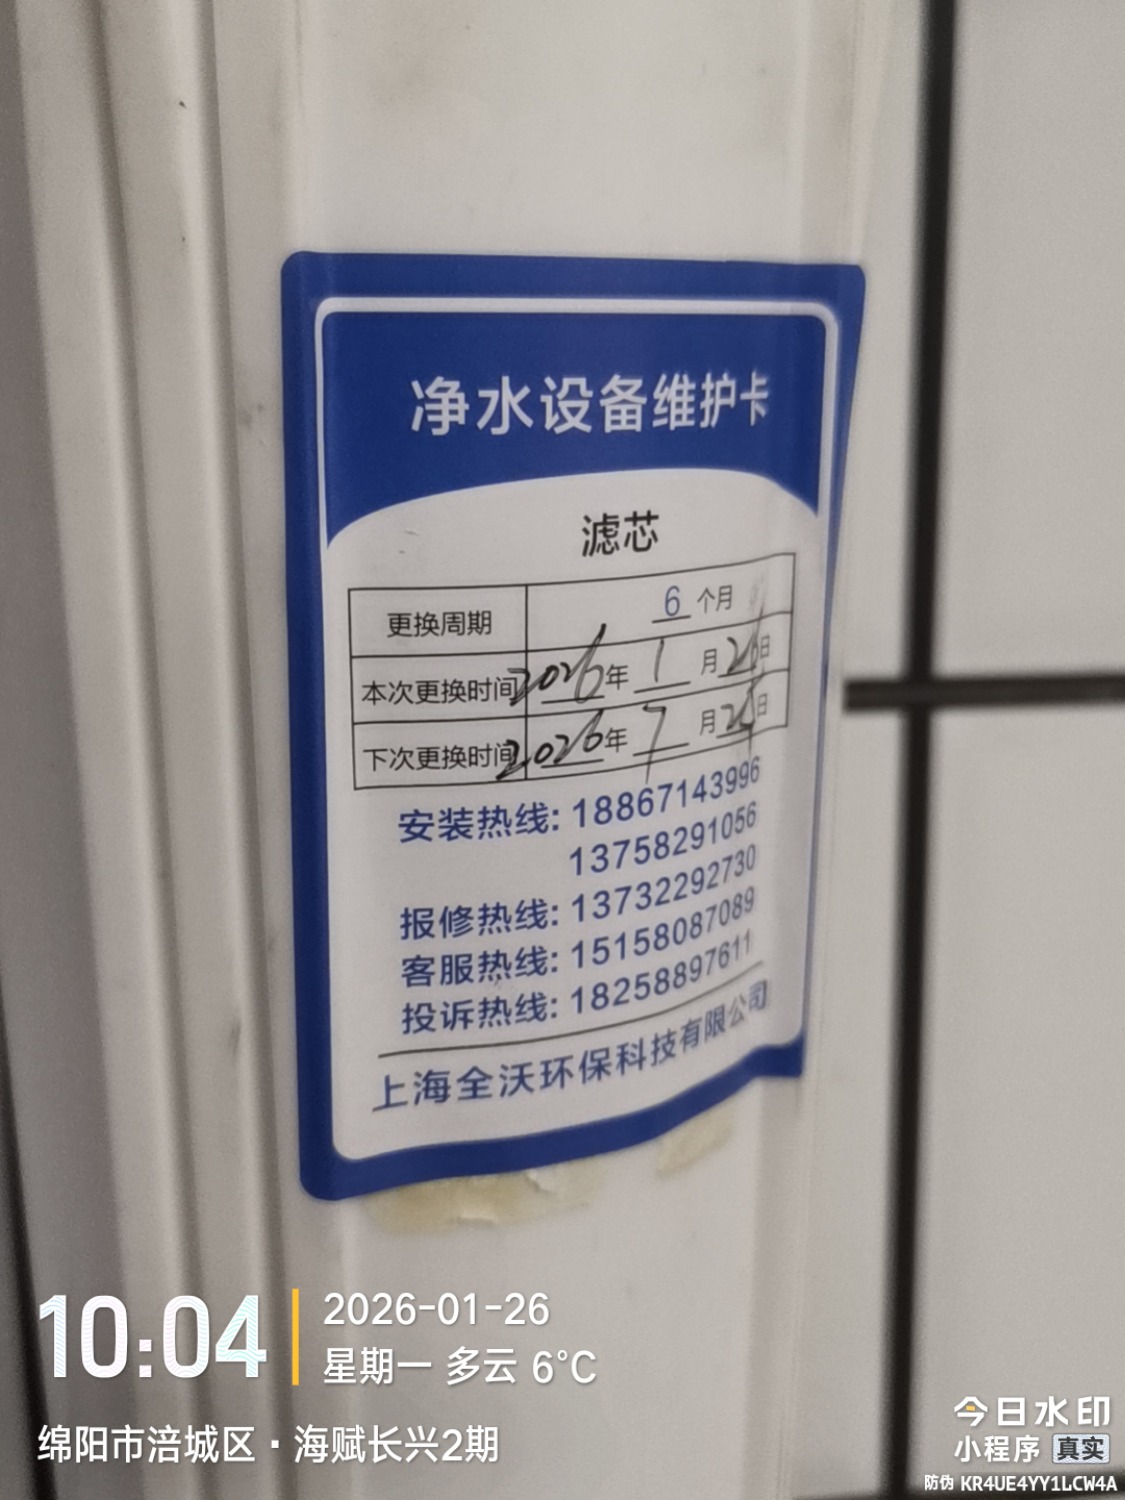 净水设备维护卡
滤芯
更换周期 6 个月
本次更换时间 2026年 1 月 26日
下次更换时间 2026年 7 月 25日
安装热线: 18867143996
13758291056
报修热线: 13732292730
客服热线: 15158087089
投诉热线: 18258897611
上海全沃环保科技有限公司
10:04
2026-01-26
星期一 多云 6°C
绵阳市涪城区·海赋长兴2期
今日水印
小程序 真实
防伪 KR4UE4YY1LCW4A